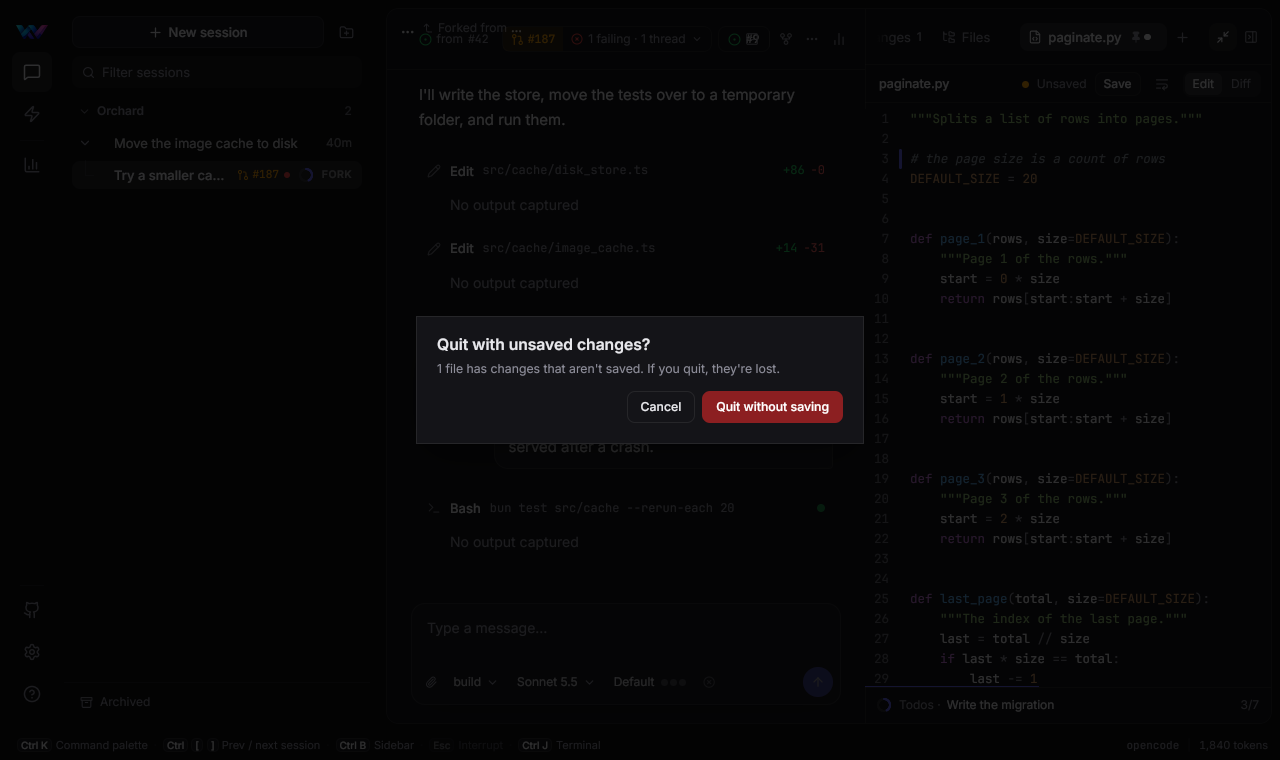 New session
Filter sessions
Orchard 2
Move the image cache to disk 40m
Try a smaller ca... #187 FORK
Archived
Forked from ...
from #42 #187 1 failing · 1 thread
I'll write the store, move the tests over to a temporary
folder, and run them.
Edit src/cache/disk_store.ts +86 -0
No output captured
Edit src/cache/image_cache.ts +14 -31
No output captured
Quit with unsaved changes?
1 file has changes that aren't saved. If you quit, they're lost.
Cancel Quit without saving
served after a crash.
Bash bun test src/cache --rerun-each 20
No output captured
Type a message...
build Sonnet 5.5 Default
nges 1 Files paginate.py
paginate.py Unsaved Save Edit Diff
1 """Splits a list of rows into pages."""
2
3 # the page size is a count of rows
4 DEFAULT_SIZE = 20
5
6
7 def page_1(rows, size=DEFAULT_SIZE):
8 """Page 1 of the rows."""
9 start = 0 * size
10 return rows[start:start + size]
11
12
13 def page_2(rows, size=DEFAULT_SIZE):
14 """Page 2 of the rows."""
15 start = 1 * size
16 return rows[start:start + size]
17
18
19 def page_3(rows, size=DEFAULT_SIZE):
20 """Page 3 of the rows."""
21 start = 2 * size
22 return rows[start:start + size]
23
24
25 def last_page(total, size=DEFAULT_SIZE):
26 """The index of the last page."""
27 last = total // size
28 if last * size == total:
29 last -= 1
Todos · Write the migration 3/7
Ctrl K Command palette Ctrl [ ] Prev / next session Ctrl B Sidebar Esc Interrupt Ctrl J Terminal
opencode 1,840 tokens